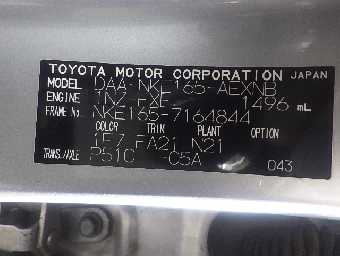 TOYOTA MOTOR CORPORATION JAPAN
MODEL DAA-NKE165-AEXNB
ENGINE 1NZ-FXE 1496 mL
FRAME No. NKE165-7164844
COLOR TRIM PLANT OPTION
1F7 FA21 N21
TRANS./AXLE P510 -C5A 043